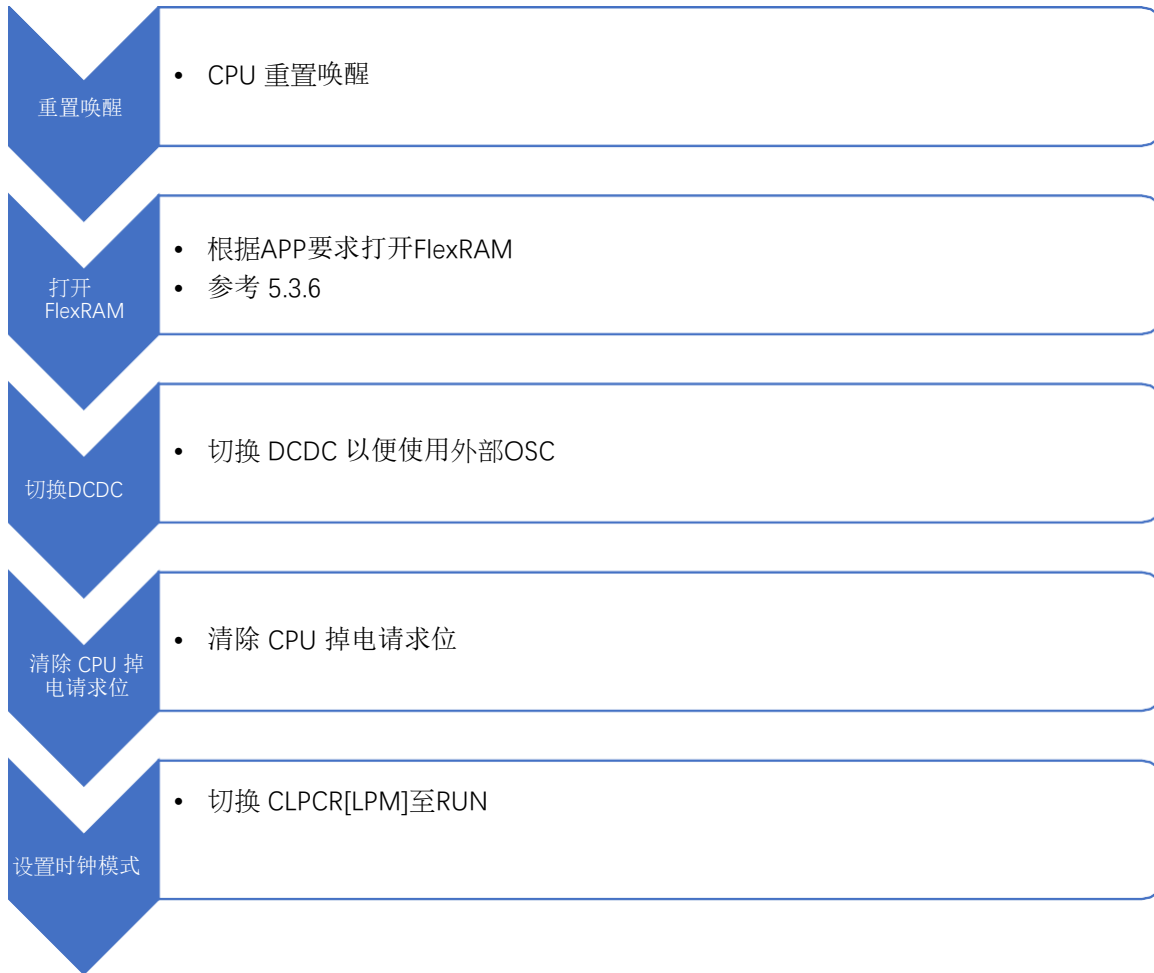 重置唤醒
• CPU 重置唤醒
打开
FlexRAM
• 根据APP要求打开FlexRAM
• 参考 5.3.6
切换DCDC
• 切换 DCDC 以便使用外部OSC
清除 CPU 掉
电请求位
• 清除 CPU 掉电请求位
设置时钟模式
• 切换 CLPCR[LPM]至RUN